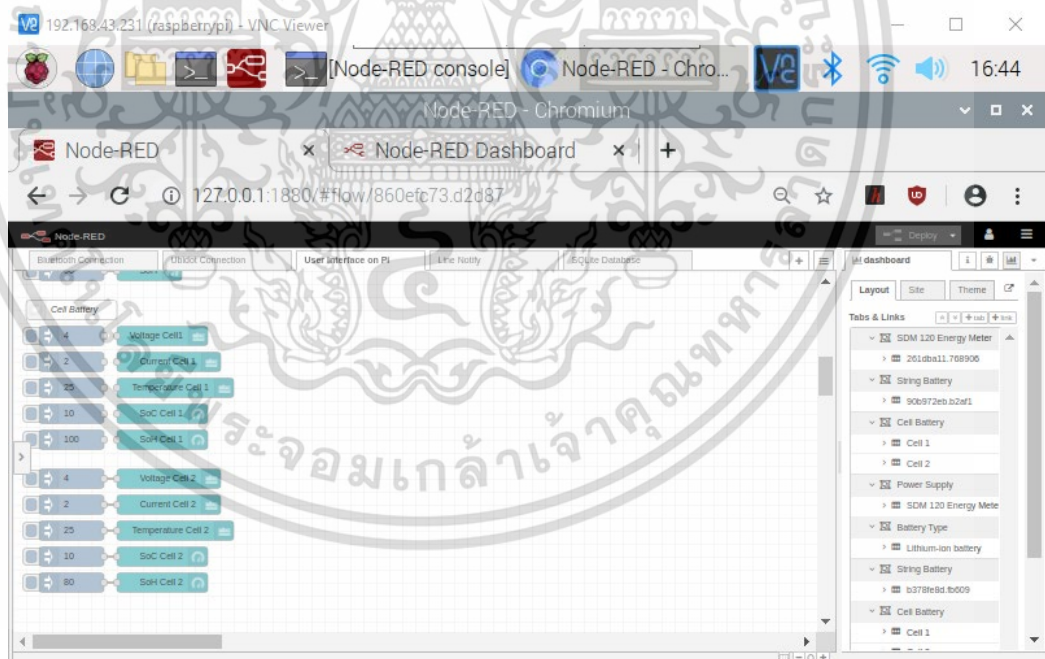 192.168.43.231 (raspberrypi) - VNC Viewer
[Node-RED console] Node-RED - Chro... 16:44
Node-RED - Chromium
Node-RED Node-RED Dashboard
127.0.0.1:1880/#flow/860efc73.d2d87
Node-RED Deploy
Bluetooth Connection Ubidot Connection User Interface on Pi Line Notify SQLite Database dashboard
Layout Site Theme
Cell Battery
Tabs & Links + tab + link
4 Voltage Cell1
2 Current Cell 1
25 Temperature Cell 1
10 SoC Cell 1
100 SoH Cell 1
4 Voltage Cell 2
2 Current Cell 2
25 Temperature Cell 2
10 SoC Cell 2
80 SoH Cell 2
SDM 120 Energy Meter
261dba11.768906
String Battery
90b972eb.b2af1
Cell Battery
Cell 1
Cell 2
Power Supply
SDM 120 Energy Mete
Battery Type
Lithium-ion battery
String Battery
b378fe8d.fb609
Cell Battery
Cell 1